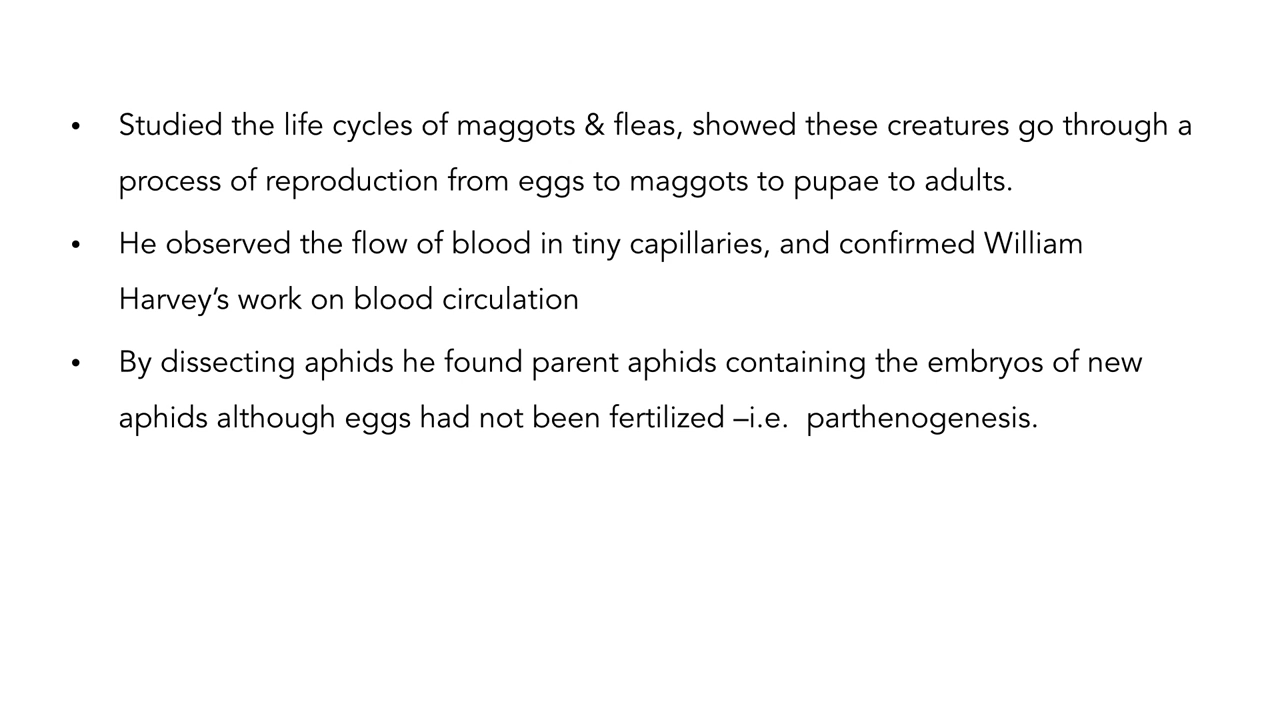 • Studied the life cycles of maggots & fleas, showed these creatures go through a
process of reproduction from eggs to maggots to pupae to adults.
• He observed the flow of blood in tiny capillaries, and confirmed William
Harvey’s work on blood circulation
• By dissecting aphids he found parent aphids containing the embryos of new
aphids although eggs had not been fertilized –i.e.  parthenogenesis.